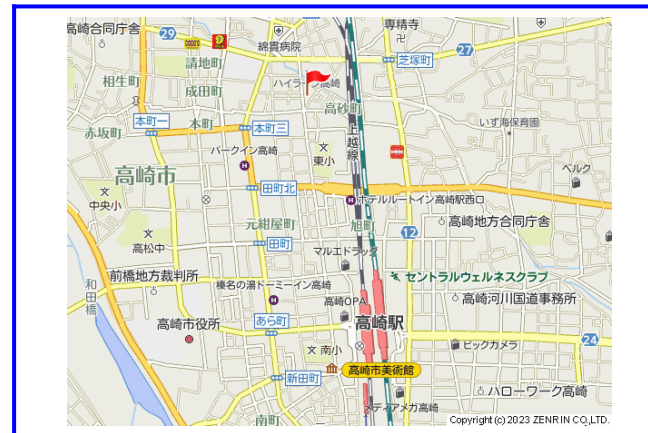 高崎合同庁舎
29
綿貫病院
専精寺
27
請地町
芝塚町
相生町
成田町
高砂町
本町一
本町
本町三
いず海保育園
赤坂町
パークイン高崎
東小
上越線
ベルク
高崎市
田町北
ホテルルートイン高崎駅西口
中央小
元紺屋町
旭町
高崎地方合同庁舎
12
高松中
田町
マルエドラッグ
和田橋
前橋地方裁判所
榛名の湯ドーミーイン高崎
セントラルウェルネスクラブ
高崎OPA
高崎河川国道事務所
高崎市役所
あら町
高崎駅
24
南小
ビックカメラ
新田町
高崎市美術館
ハローワーク高崎
南町
メディアメガ高崎
Copyright (c) 2023 ZENRIN CO.,LTD.